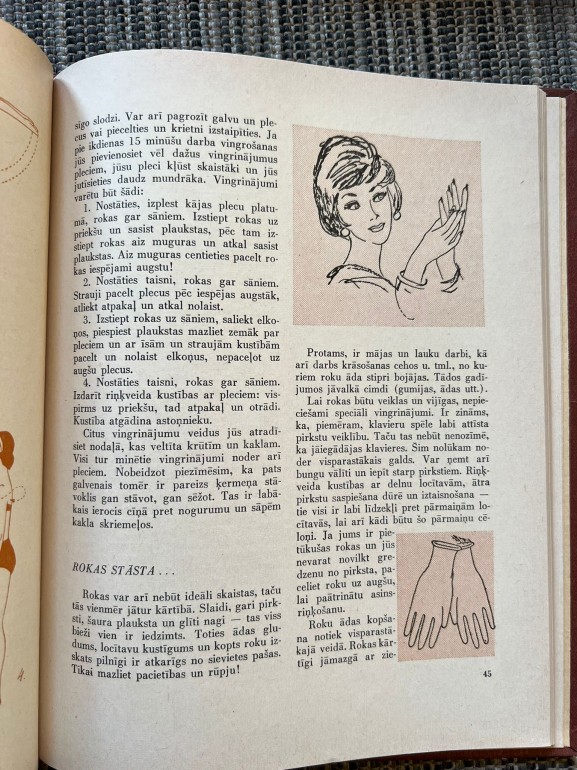 sīgo slodzi. Var arī pagrozīt galvu un ple-
cus vai piecelties un krietni izstaipīties. Ja
pie ikdienas 15 minūšu darba vingrošanas
jūs pievienosiet vēl dažus vingrinājumus
pleciem, jūsu pleci kļūst skaistāki un jūs
jutīsieties daudz mundrāka. Vingrinājumi
varētu būt šādi:
1. Nostāties, izplest kājas plecu platu-
mā, rokas gar sāniem. Izstiept rokas uz
priekšu un sasist plaukstas, pēc tam iz-
stiept rokas aiz muguras un atkal sasist
plaukstas. Aiz muguras centieties pacelt ro-
kas iespējami augstu!
2. Nostāties taisni, rokas gar sāniem.
Strauji pacelt plecus pēc iespējas augstāk,
atliekt atpakaļ un atkal nolaist.
3. Izstiept rokas uz sāniem, saliekt elko-
ņos, piespiest plaukstas mazliet zemāk par
pleciem un ar īsām un straujām kustībām
pacelt un nolaist elkoņus, nepaceļot uz
augšu plecus.
4. Nostāties taisni, rokas gar sāniem.
Izdarīt riņķveida kustības ar pleciem: vis-
pirms uz priekšu, tad atpakaļ un otrādi.
Kustība atgādina astoņnieku.
Citus vingrinājumu veidus jūs atradī-
siet nodaļā, kas veltīta krūtīm un kaklam.
Visi tur minētie vingrinājumi noder arī
pleciem. Nobeidzot piezīmēsim, ka pats
galvenais tomēr ir pareizs ķermeņa stā-
voklis gan stāvot, gan sēžot. Tas ir labā-
kais ierocis cīņā pret nogurumu un sāpēm
kakla skriemeļos.
ROKAS STĀSTA . . .
Rokas var arī nebūt ideāli skaistas, taču
tās vienmēr jātur kārtībā. Slaidi, gari pirk-
sti, šaura plauksta un glīti nagi — tas viss
bieži vien ir iedzimts. Toties ādas glu-
dums, locītavu kustīgums un kopts roku iz-
skats pilnīgi ir atkarīgs no sievietes pašas.
Tikai mazliet pacietības un rūpju!
Protams, ir mājas un lauku darbi, kā
arī darbs krāsošanas cehos u. tml., no ku-
riem roku āda stipri bojājas. Tādos gadī-
jumos jāvalkā cimdi (gumijas, ādas utt.).
Lai rokas būtu veiklas un vijīgas, nepie-
ciešami speciāli vingrinājumi. Ir zināms,
ka, piemēram, klavieru spēle labi attīsta
pirkstu veiklību. Taču tas nebūt nenozīmē,
ka jāiegādājas klavieres. Šim nolūkam no-
der visparastākais galds. Var ņemt arī
bungu vālīti un iepīt starp pirkstiem. Riņķ-
veida kustības ar delnu locītavām, ātra
pirkstu saspiešana dūrē un iztaisnošana —
tie visi ir labi līdzekļi pret pārmaiņām lo-
cītavās, lai arī kādi būtu šo pārmaiņu cē-
loņi. Ja jums ir pie-
tūkušas rokas un jūs
nevarat novilkt gre-
dzenu no pirksta, pa-
celiet roku uz augšu,
lai paātrinātu asins-
riņķošanu.
Roku ādas kopša-
na notiek visparastā-
kajā veidā. Rokas kār-
tīgi jāmazgā ar zie-
45